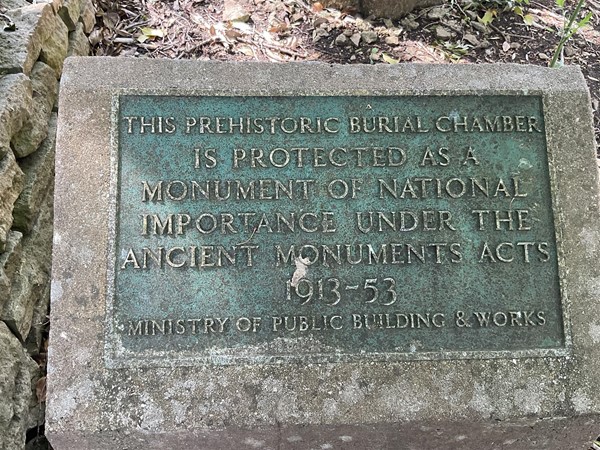 THIS PREHISTORIC BURIAL CHAMBER
IS PROTECTED AS A
MONUMENT OF NATIONAL
IMPORTANCE UNDER THE
ANCIENT MONUMENTS ACTS
1913-53
MINISTRY OF PUBLIC BUILDING & WORKS